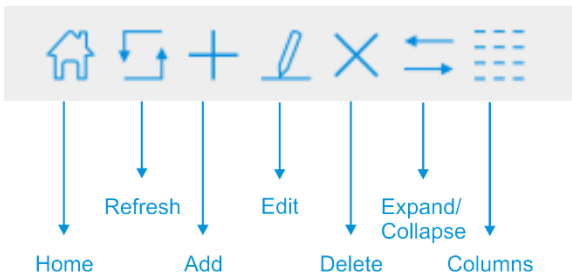 Refresh
Edit
Expand/
Collapse
Home
Add
Delete
Columns